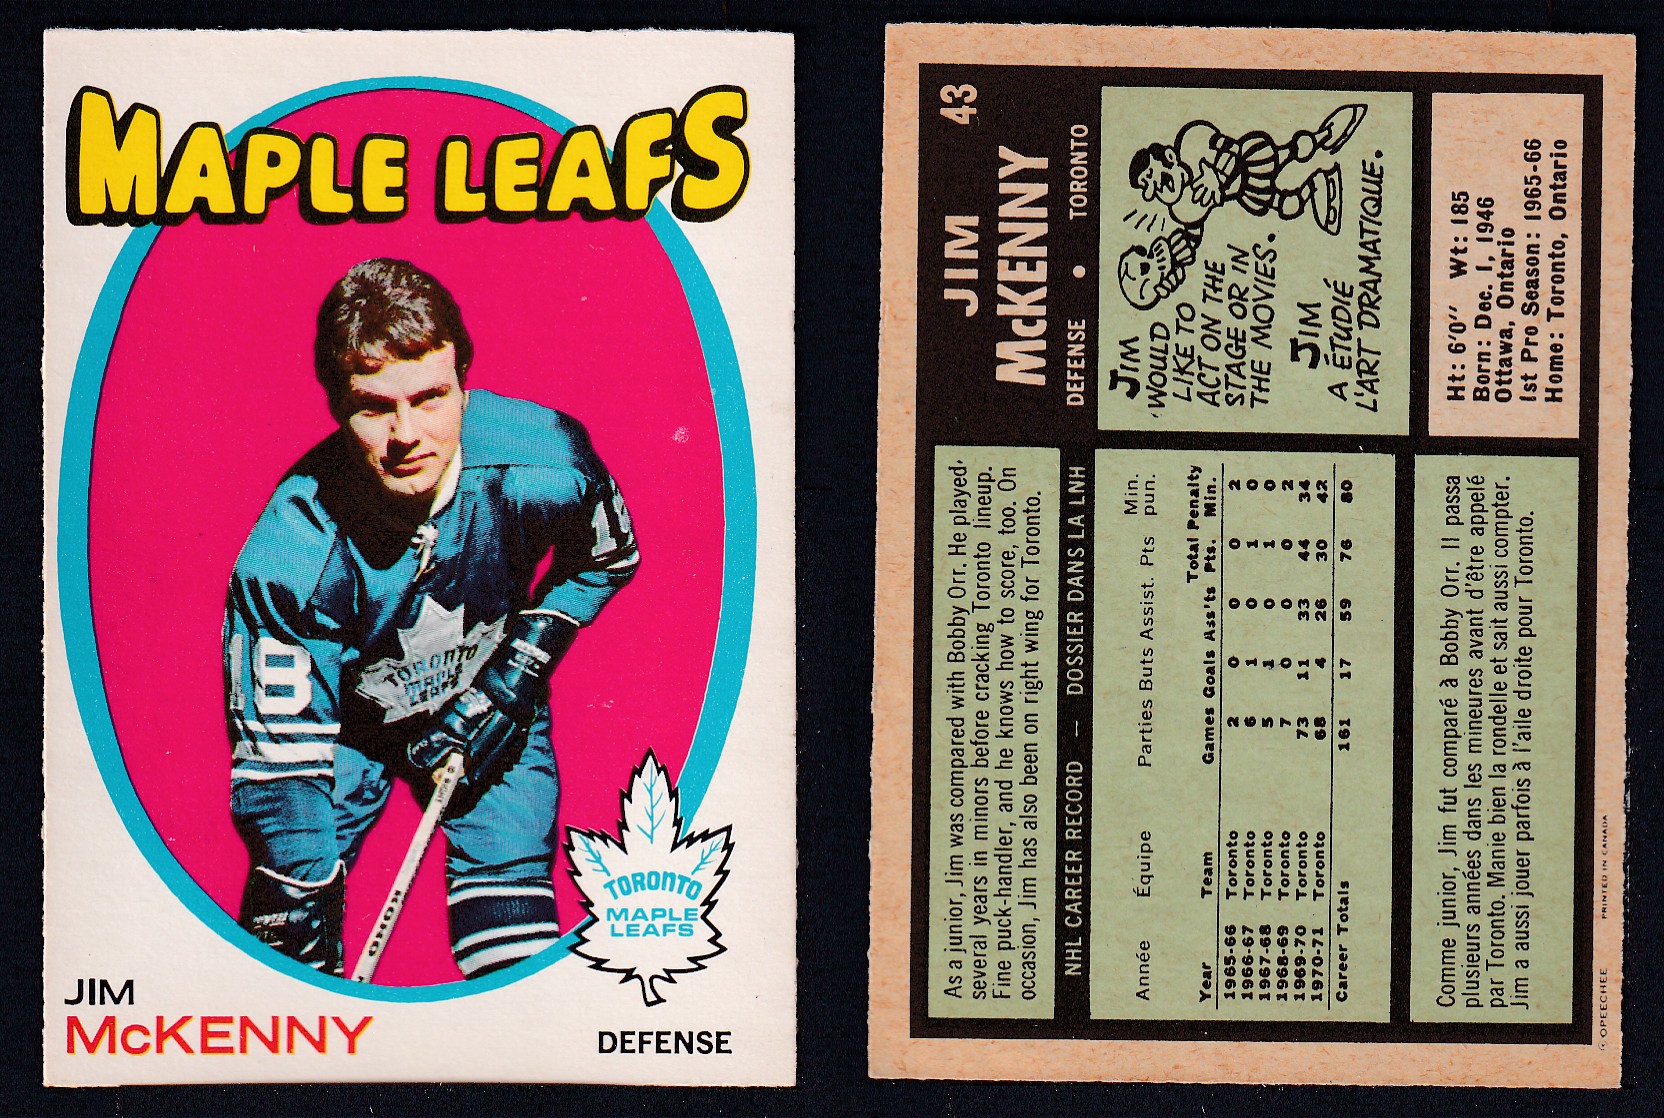 MAPLE LEAFS
18
1
TORONTO
MAPLE
LEAFS
KOHO
TORONTO
MAPLE
LEAFS
JIM
McKENNY
DEFENSE
43
JIM
McKENNY
DEFENSE • TORONTO
JIM
WOULD
LIKE TO
ACT ON THE
STAGE OR IN
THE MOVIES.
JIM
A ÉTUDIÉ
L'ART DRAMATIQUE.
Ht: 6'0" Wt: 185
Born: Dec. 1, 1946
Ottawa, Ontario
1st Pro Season: 1965-66
Home: Toronto, Ontario
As a junior, Jim was compared with Bobby Orr. He played,
several years in minors before cracking Toronto lineup.
Fine puck-handler, and he knows how to score, too. On
occasion, Jim has also been on right wing for Toronto.
NHL CAREER RECORD — DOSSIER DANS LA LNH
Année Équipe Parties Buts Assist. Pts Min. pun.
Year Team Games Goals Ass'ts Total Pts. Penalty Min.
1965-66 Toronto 2 0 0 0 2
1966-67 Toronto 6 1 0 1 0
1967-68 Toronto 5 1 0 1 0
1968-69 Toronto 7 0 0 0 2
1969-70 Toronto 73 11 33 44 34
1970-71 Toronto 68 4 26 30 42
Career Totals 161 17 59 76 80
Comme junior, Jim fut comparé à Bobby Orr. Il passa
plusieurs années dans les mineures avant d'être appelé
par Toronto. Manie bien la rondelle et sait aussi compter.
Jim a aussi jouer parfois à l'aile droite pour Toronto.
© OPEECHEE PRINTED IN CANADA